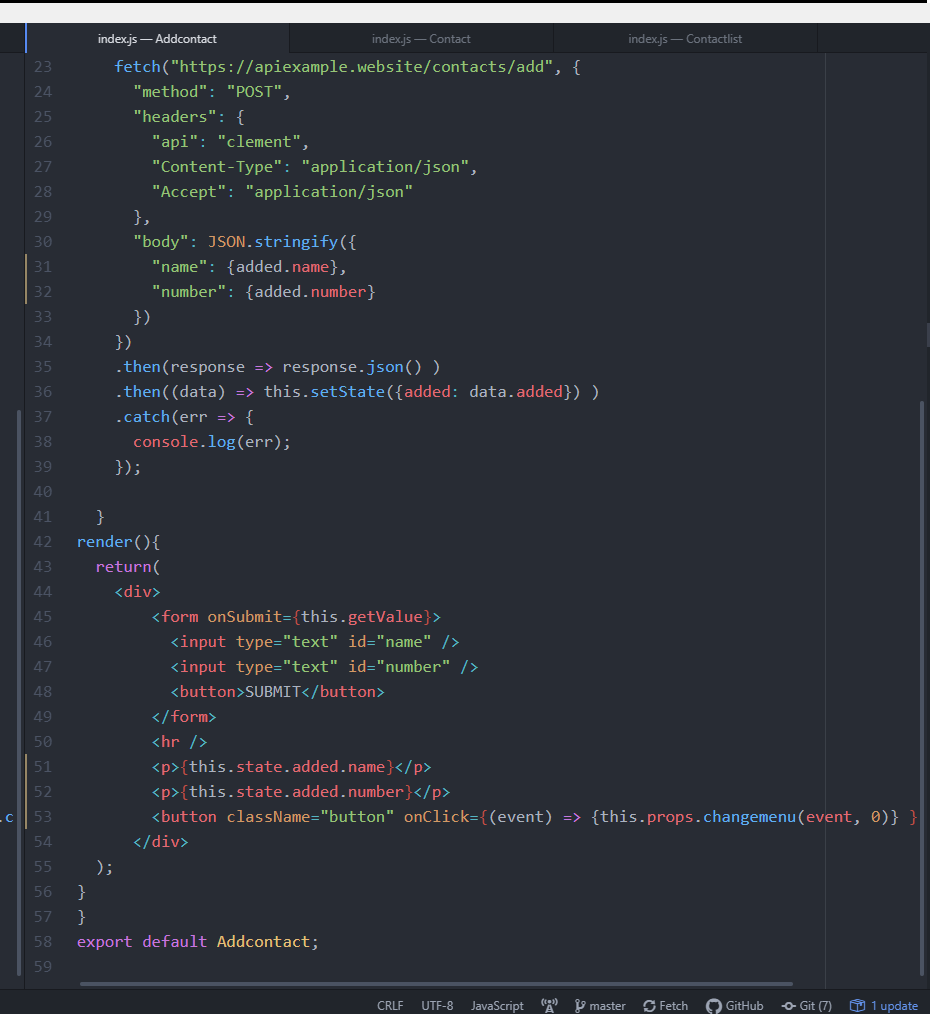 index.js — Addcontact
index.js — Contact
index.js — Contactlist
23 fetch("https://apiexample.website/contacts/add", {
24 "method": "POST",
25 "headers": {
26 "api": "clement",
27 "Content-Type": "application/json",
28 "Accept": "application/json"
29 },
30 "body": JSON.stringify({
31 "name": {added.name},
32 "number": {added.number}
33 })
34 })
35 .then(response => response.json() )
36 .then((data) => this.setState({added: data.added}) )
37 .catch(err => {
38 console.log(err);
39 });
40
41 }
42 render(){
43 return(
44 <div>
45 <form onSubmit={this.getValue}>
46 <input type="text" id="name" />
47 <input type="text" id="number" />
48 <button>SUBMIT</button>
49 </form>
50 <hr />
51 <p>{this.state.added.name}</p>
52 <p>{this.state.added.number}</p>
.c 53 <button className="button" onClick={(event) => {this.props.changemenu(event, 0)} }
54 </div>
55 );
56 }
57 }
58 export default Addcontact;
59
CRLF UTF-8 JavaScript master Fetch GitHub Git (7) 1 update